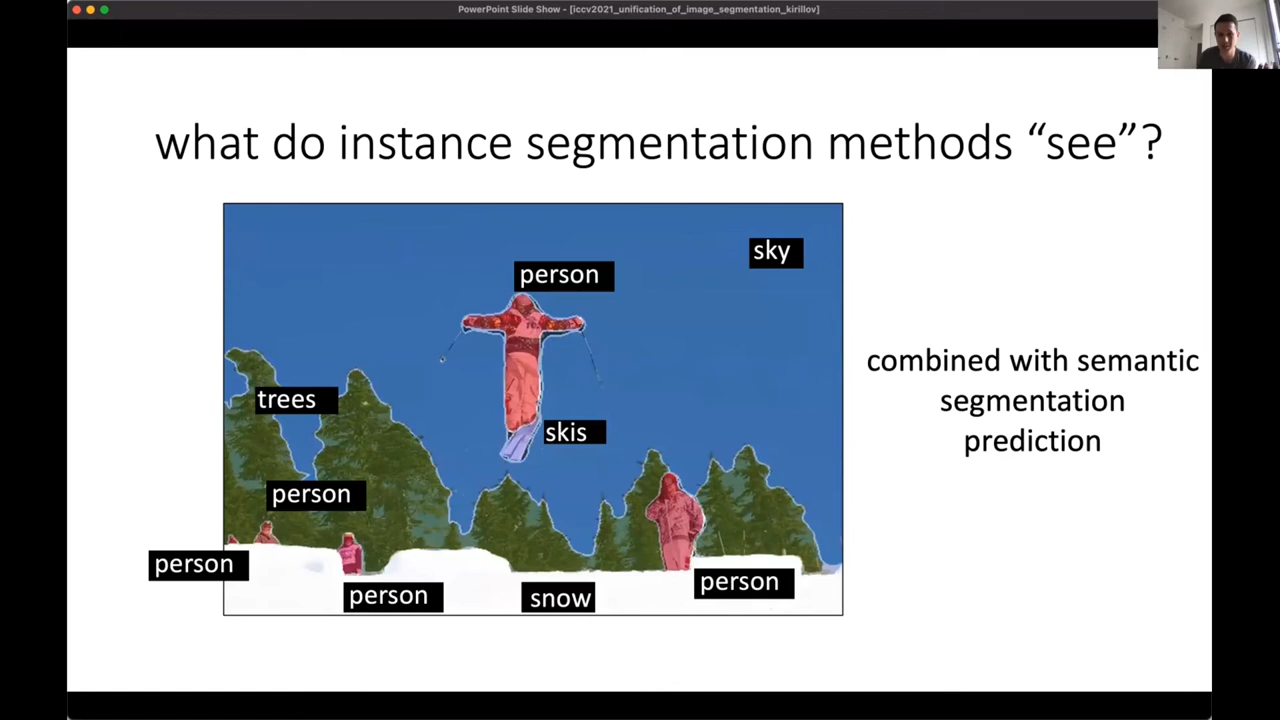 PowerPoint Slide Show - [iccv2021_unification_of_image_segmentation_kirillov]
what do instance segmentation methods “see”?
sky
person
combined with semantic
segmentation
prediction
trees
skis
person
person
person
snow
person